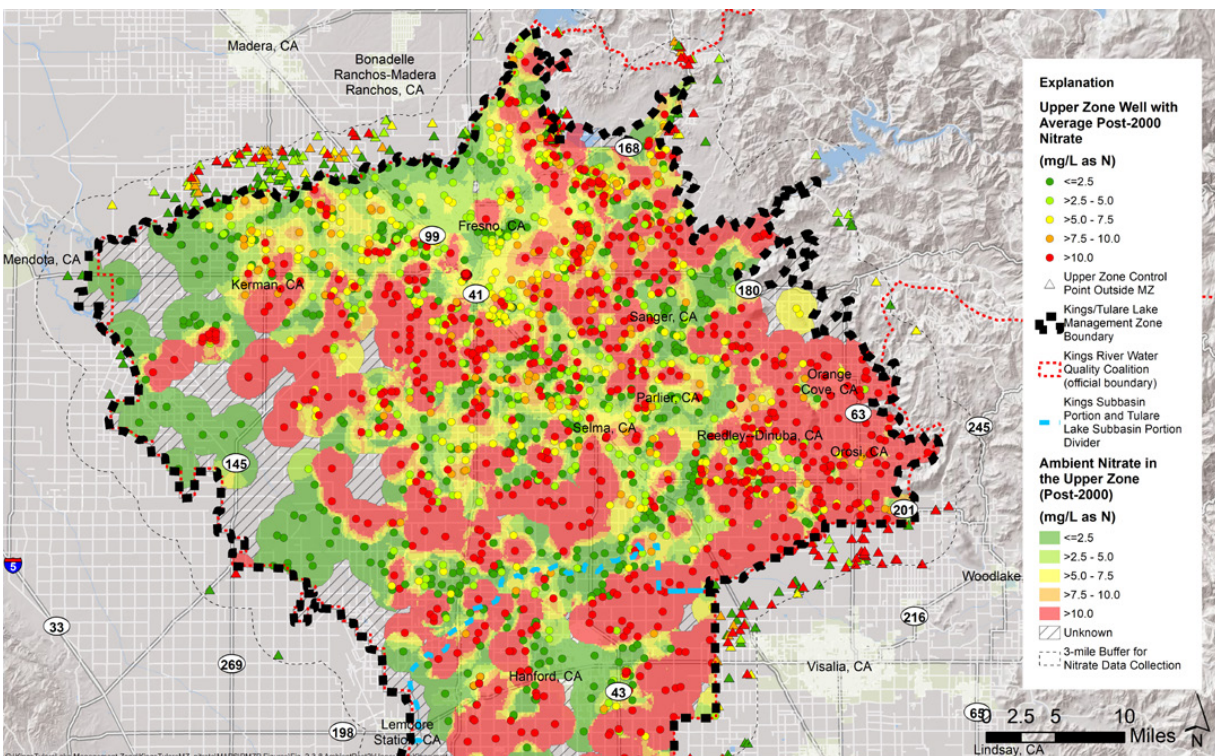 Madera, CA
Bonadelle
Ranchos-Madera
Ranchos, CA
168
Fresno, CA
99
Mendota, CA
Kerman, CA
41
180
Sanger, CA
Orange
Cove, CA
Parlier, CA
63
Selma, CA
Reedley--Dinuba, CA
245
Orosi, CA
145
201
5
Woodlake
33
216
269
Visalia, CA
Hanford, CA
43
65
198
Lemoore
Station, CA
Lindsay, CA
Explanation
Upper Zone Well with
Average Post-2000
Nitrate
(mg/L as N)
<=2.5
>2.5 - 5.0
>5.0 - 7.5
>7.5 - 10.0
>10.0
Upper Zone Control
Point Outside MZ
Kings/Tulare Lake
Management Zone
Boundary
Kings River Water
Quality Coalition
(official boundary)
Kings Subbasin
Portion and Tulare
Lake Subbasin Portion
Divider
Ambient Nitrate in
the Upper Zone
(Post-2000)
(mg/L as N)
<=2.5
>2.5 - 5.0
>5.0 - 7.5
>7.5 - 10.0
>10.0
Unknown
3-mile Buffer for
Nitrate Data Collection
0 2.5 5 10
Miles
N